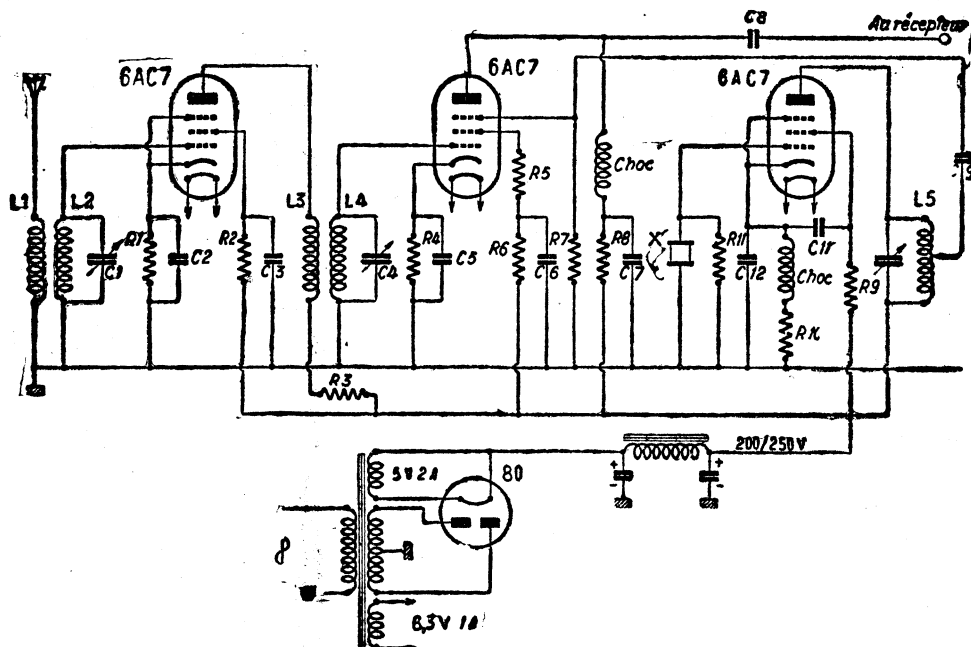 C8
Au récepteur
6AC7
6AC7
6AC7
L1
L2
C1
R1
C2
R2
C3
L3
L4
C4
R4
C5
R5
R6
C6
R7
Choc
R8
C7
X
R11
C12
C11
Choc
R9
L5
R3
200/250V
+
-
+
-
5V 2A
80
6,3V 1A